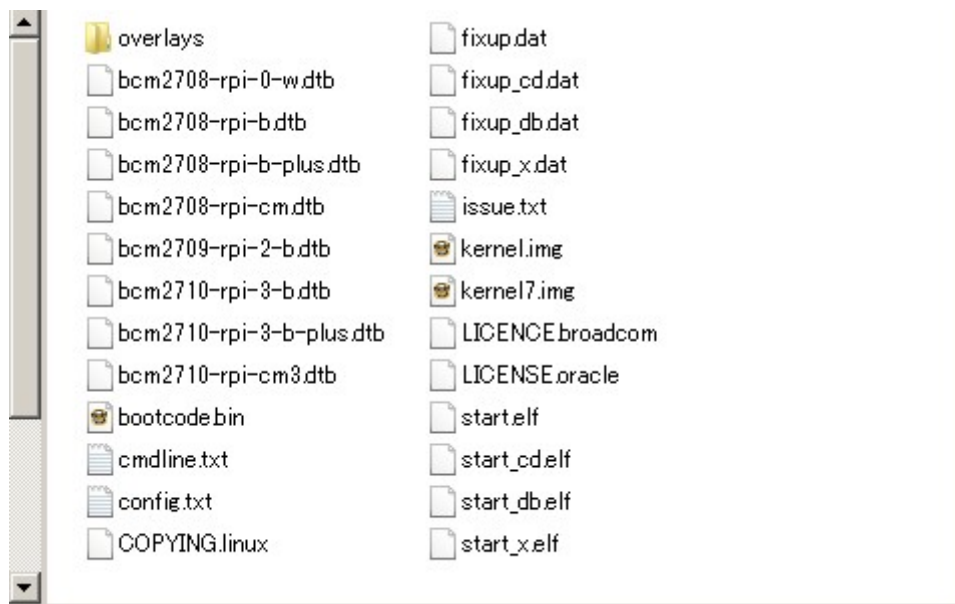 overlays
bcm2708-rpi-0-w.dtb
bcm2708-rpi-b.dtb
bcm2708-rpi-b-plus.dtb
bcm2708-rpi-cm.dtb
bcm2709-rpi-2-b.dtb
bcm2710-rpi-3-b.dtb
bcm2710-rpi-3-b-plus.dtb
bcm2710-rpi-cm3.dtb
bootcode.bin
cmdline.txt
config.txt
COPYING.linux
fixup.dat
fixup_cd.dat
fixup_db.dat
fixup_x.dat
issue.txt
kernel.img
kernel7.img
LICENCE.broadcom
LICENSE.oracle
start.elf
start_cd.elf
start_db.elf
start_x.elf